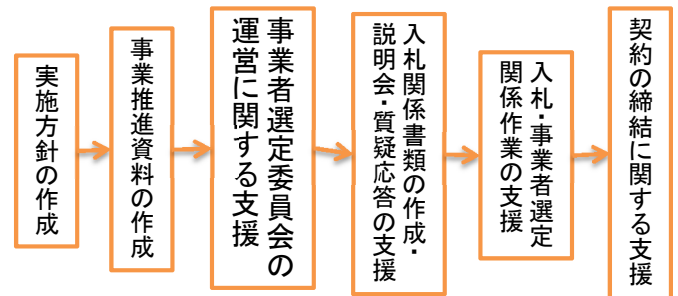 実施方針の作成
事業推進資料の作成
事業者選定委員会の
運営に関する支援
入札関係書類の作成・
説明会・質疑応答の支援
入札・事業者選定
関係作業の支援
契約の締結に関する支援